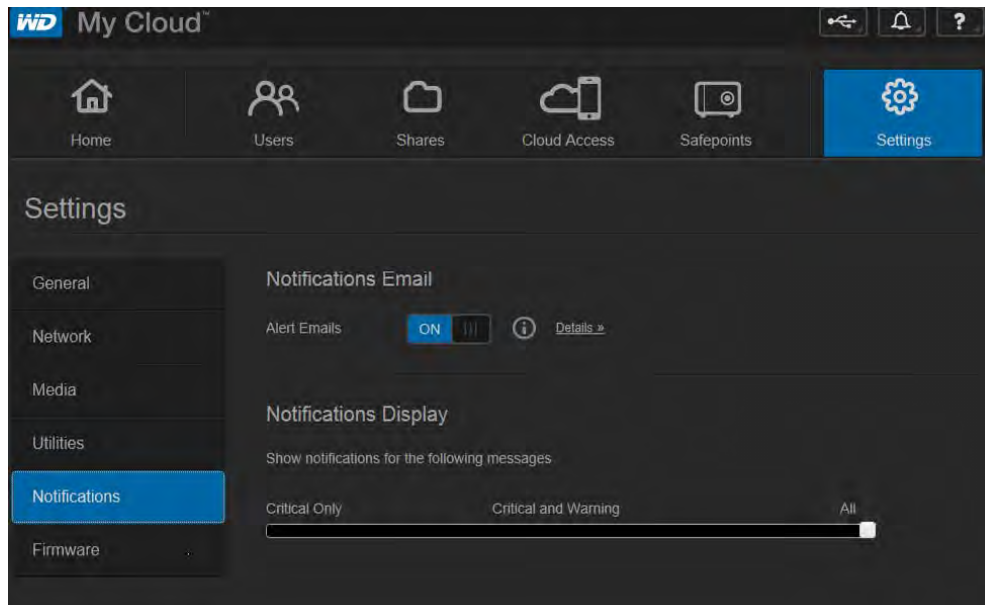 WD My Cloud™
?
Home Users Shares Cloud Access Safepoints Settings
Settings
General
Network
Media
Utilities
Notifications
Firmware
Notifications Email
Alert Emails ON Details »
Notifications Display
Show notifications for the following messages
Critical Only Critical and Warning All